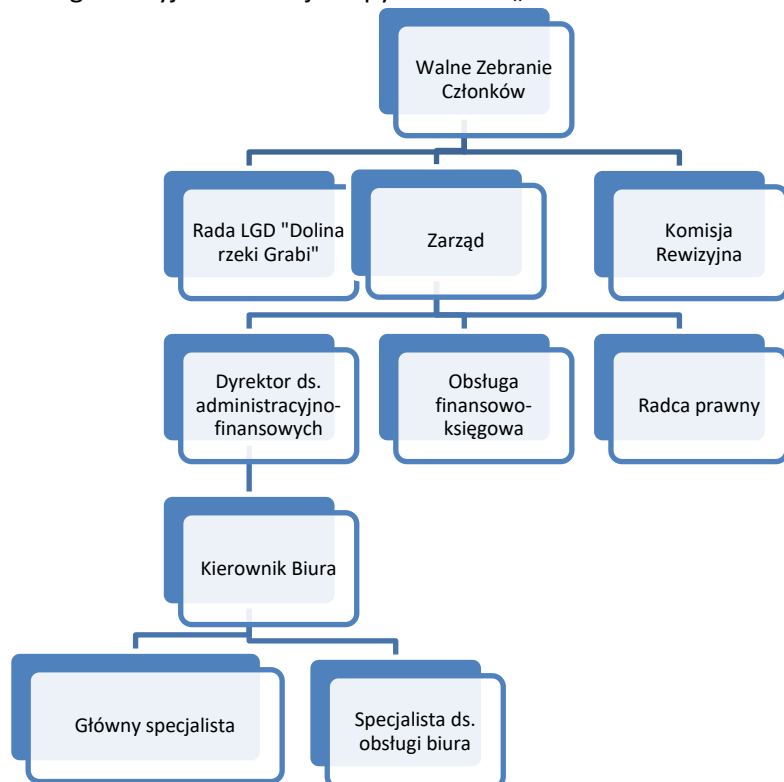 Walne Zebranie
Członków
Rada LGD "Dolina
rzeki Grabi"
Zarząd
Komisja
Rewizyjna
Dyrektor ds.
administracyjno-
finansowych
Obsługa
finansowo-
księgowa
Radca prawny
Kierownik Biura
Główny specjalista
Specjalista ds.
obsługi biura